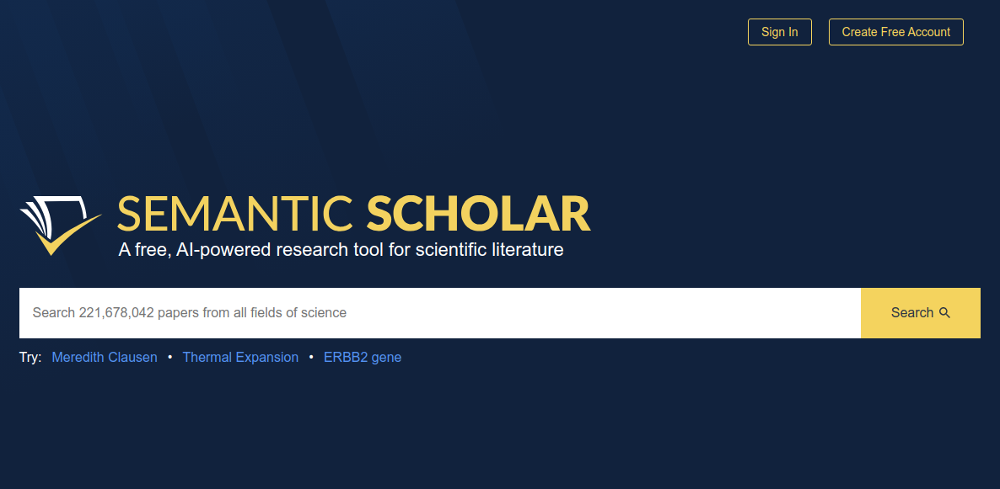 Sign In
Create Free Account
SEMANTIC SCHOLAR
A free, AI-powered research tool for scientific literature
Search 221,678,042 papers from all fields of science
Search
Try: Meredith Clausen • Thermal Expansion • ERBB2 gene